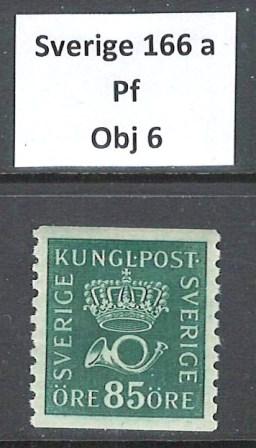 Sverige 166 a
Pf
Obj 6
KUNGL·POST·
SVERIGE
SVERIGE
ÖRE 85 ÖRE